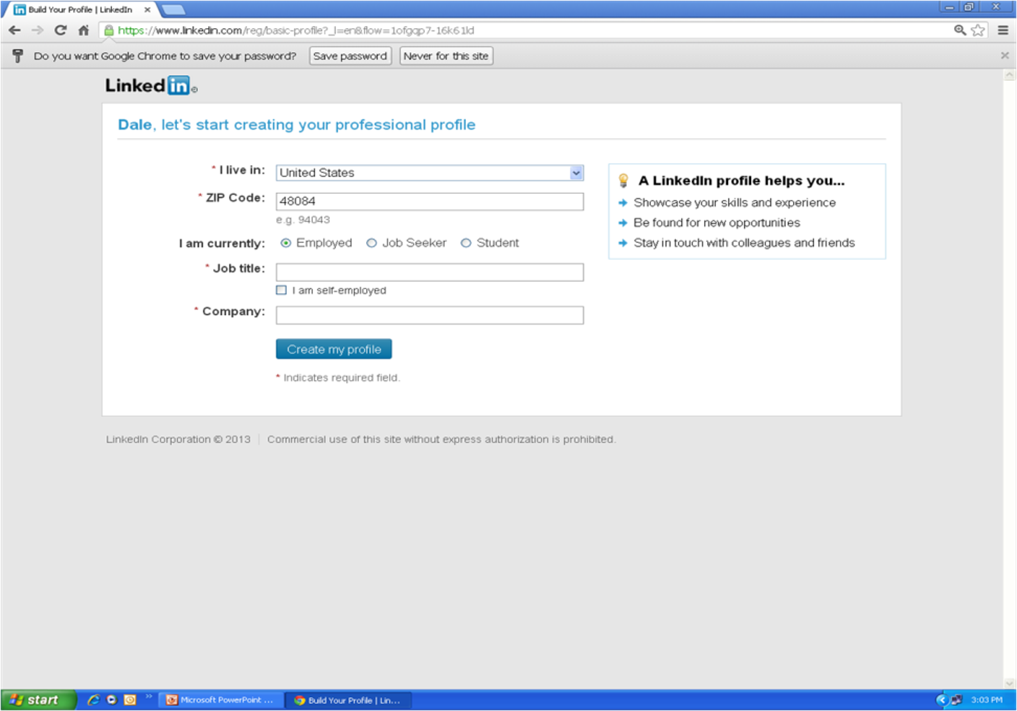 Build Your Profile | LinkedIn
https://www.linkedin.com/reg/basic-profile?_l=en&flow=1ofgqp7-16k61ld
Do you want Google Chrome to save your password? Save password Never for this site
Linked in
Dale, let's start creating your professional profile
* I live in: United States
* ZIP Code: 48084
e.g. 94043
I am currently: Employed Job Seeker Student
* Job title:
I am self-employed
* Company:
Create my profile
* Indicates required field.
A LinkedIn profile helps you...
Showcase your skills and experience
Be found for new opportunities
Stay in touch with colleagues and friends
LinkedIn Corporation © 2013 | Commercial use of this site without express authorization is prohibited.
start Microsoft PowerPoint ... Build Your Profile | Lin... 3:03 PM